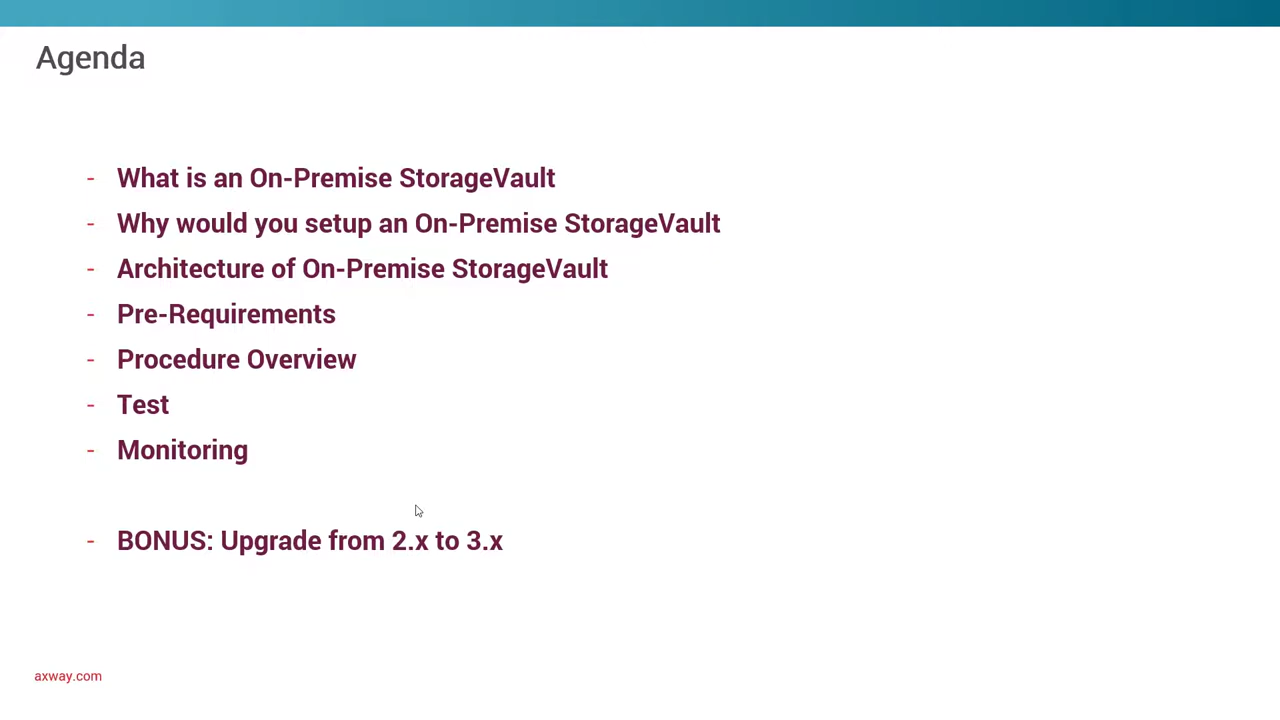 Agenda
- What is an On-Premise StorageVault
- Why would you setup an On-Premise StorageVault
- Architecture of On-Premise StorageVault
- Pre-Requirements
- Procedure Overview
- Test
- Monitoring
- BONUS: Upgrade from 2.x to 3.x
axway.com